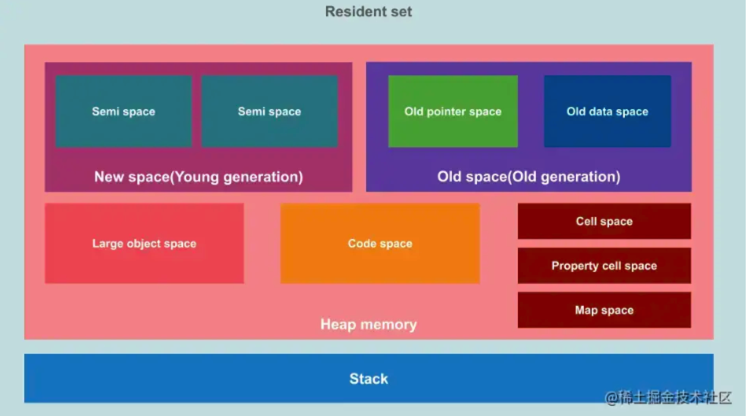 Resident set
Semi space
Semi space
New space(Young generation)
Old pointer space
Old data space
Old space(Old generation)
Large object space
Code space
Cell space
Property cell space
Map space
Heap memory
Stack
@稀土掘金技术社区